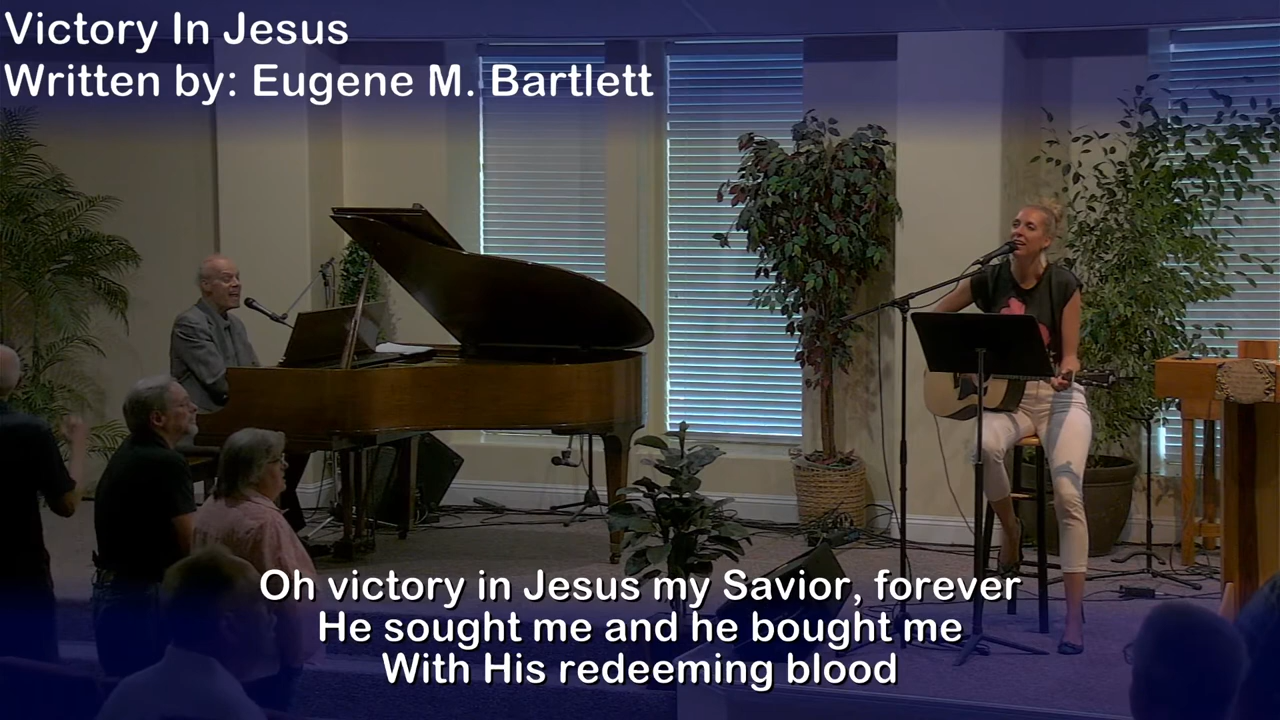 Victory In Jesus
Written by: Eugene M. Bartlett
Oh victory in Jesus my Savior, forever
He sought me and he bought me
With His redeeming blood